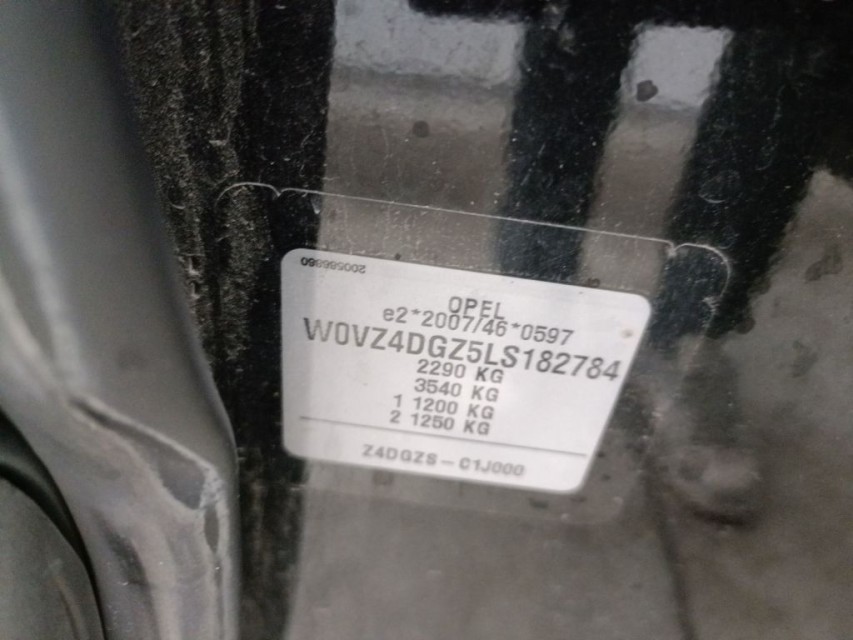 OPEL
e2*2007/46*0597
W0VZ4DGZ5LS182784
2290 KG
3540 KG
1 1200 KG
2 1250 KG
Z4DGZS-C1J000